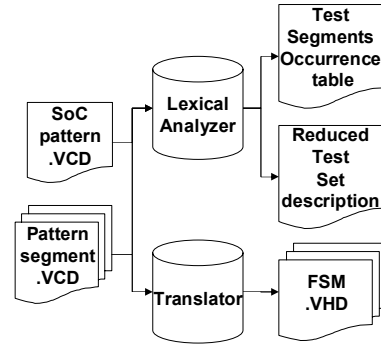 Test
Segments
Occurrence
table
SoC
pattern
.VCD
Lexical
Analyzer
Reduced
Test
Set
description
Pattern
segment
.VCD
Translator
FSM
.VHD